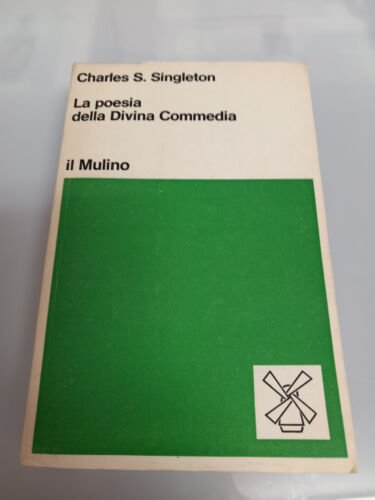 Charles S. Singleton
La poesia
della Divina Commedia
il Mulino